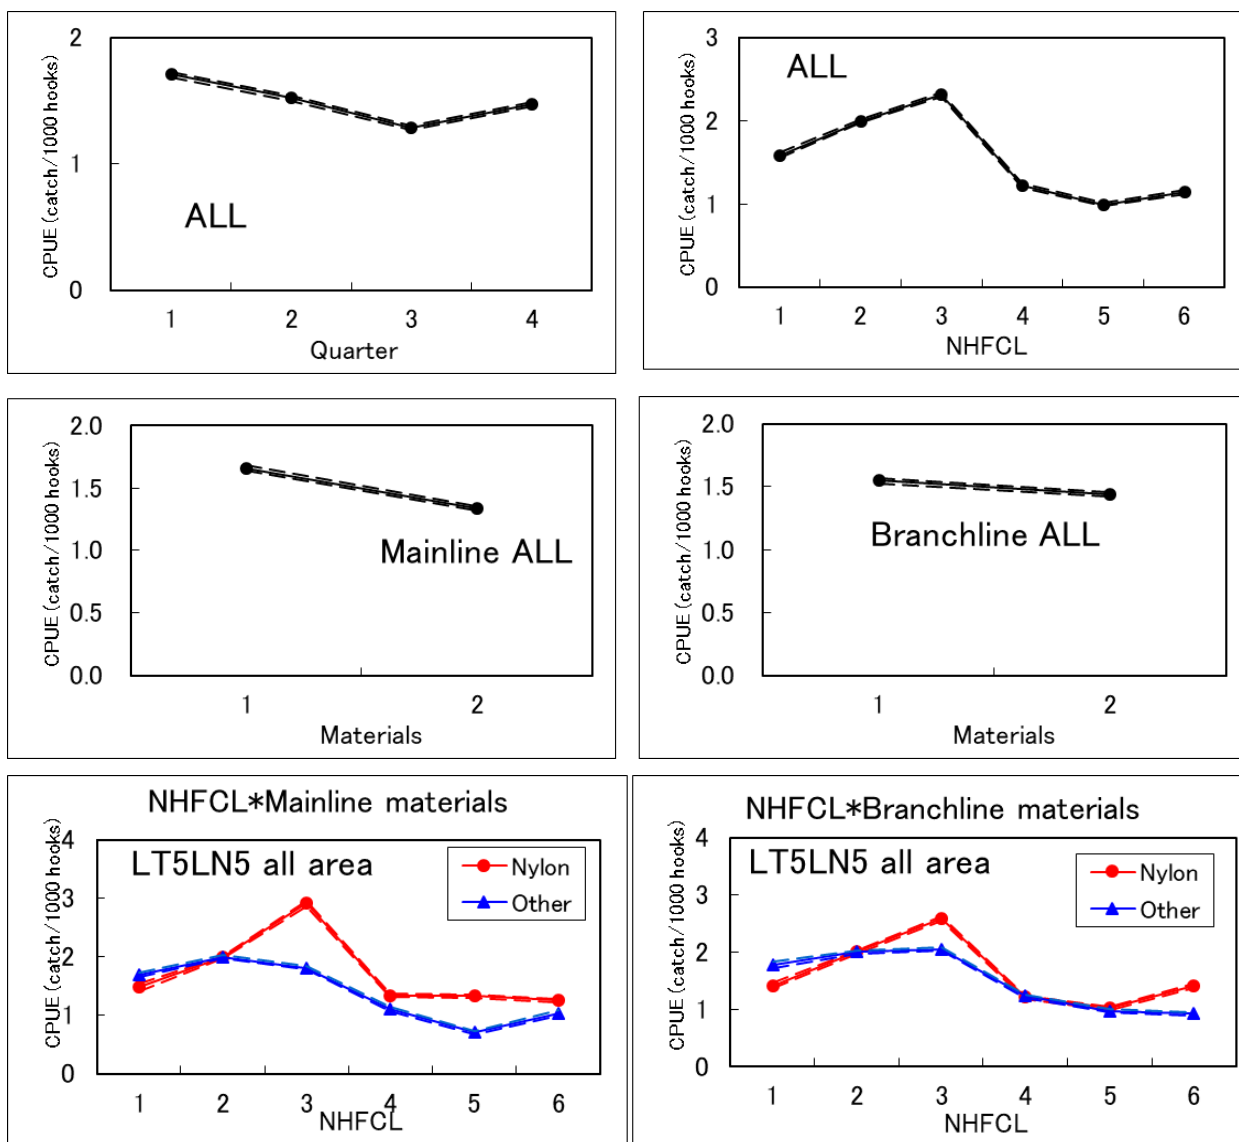 2
1
0
CPUE (catch/1000 hooks)
ALL
1 2 3 4
Quarter
3
2
1
0
CPUE (catch/1000 hooks)
ALL
1 2 3 4 5 6
NHFCL
2.0
1.5
1.0
0.5
0.0
CPUE (catch/1000 hooks)
Mainline ALL
1 2
Materials
2.0
1.5
1.0
0.5
0.0
CPUE (catch/1000 hooks)
Branchline ALL
1 2
Materials
NHFCL*Mainline materials
4
3
2
1
0
CPUE (catch/1000 hooks)
LT5LN5 all area
Nylon
Other
1 2 3 4 5 6
NHFCL
NHFCL*Branchline materials
4
3
2
1
0
CPUE (catch/1000 hooks)
LT5LN5 all area
Nylon
Other
1 2 3 4 5 6
NHFCL